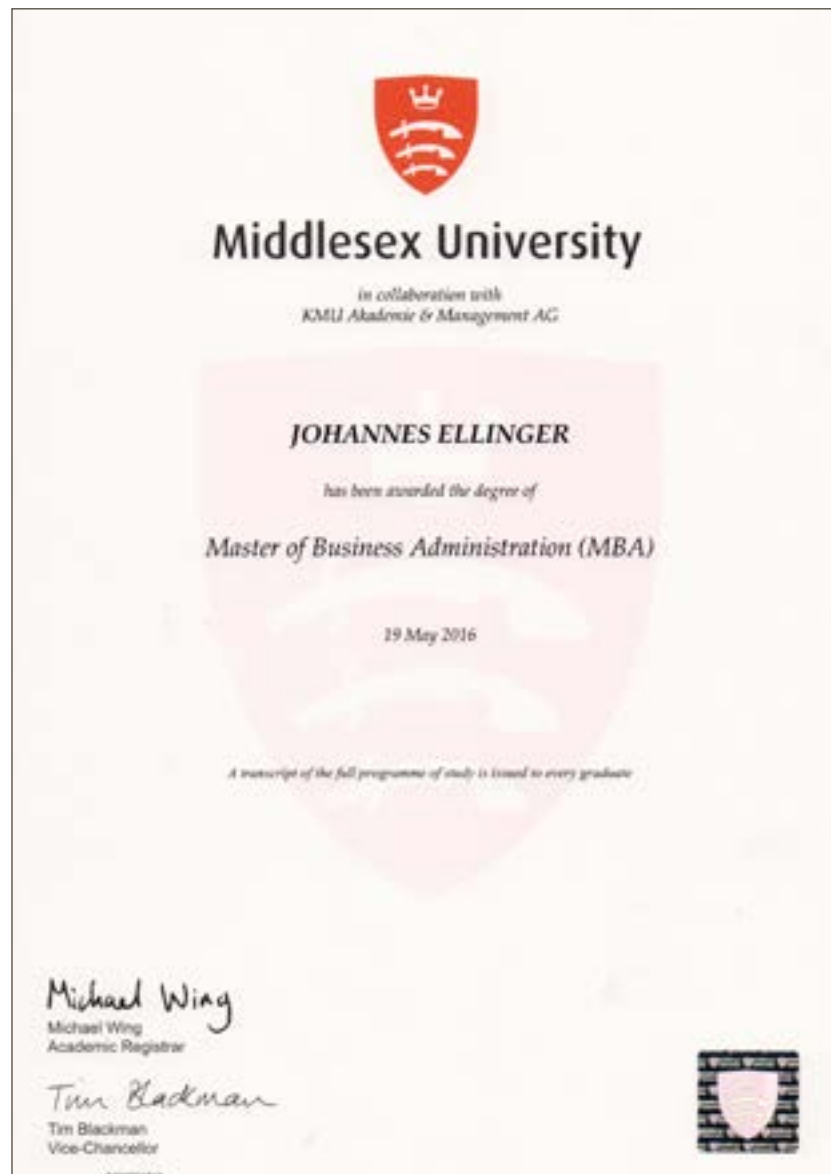 Middlesex University
in collaboration with
KMU Akademie & Management AG
JOHANNES ELLINGER
has been awarded the degree of
Master of Business Administration (MBA)
19 May 2016
A transcript of the full programme of study is issued to every graduate
Michael Wing
Michael Wing
Academic Registrar
Tim Blackman
Tim Blackman
Vice-Chancellor